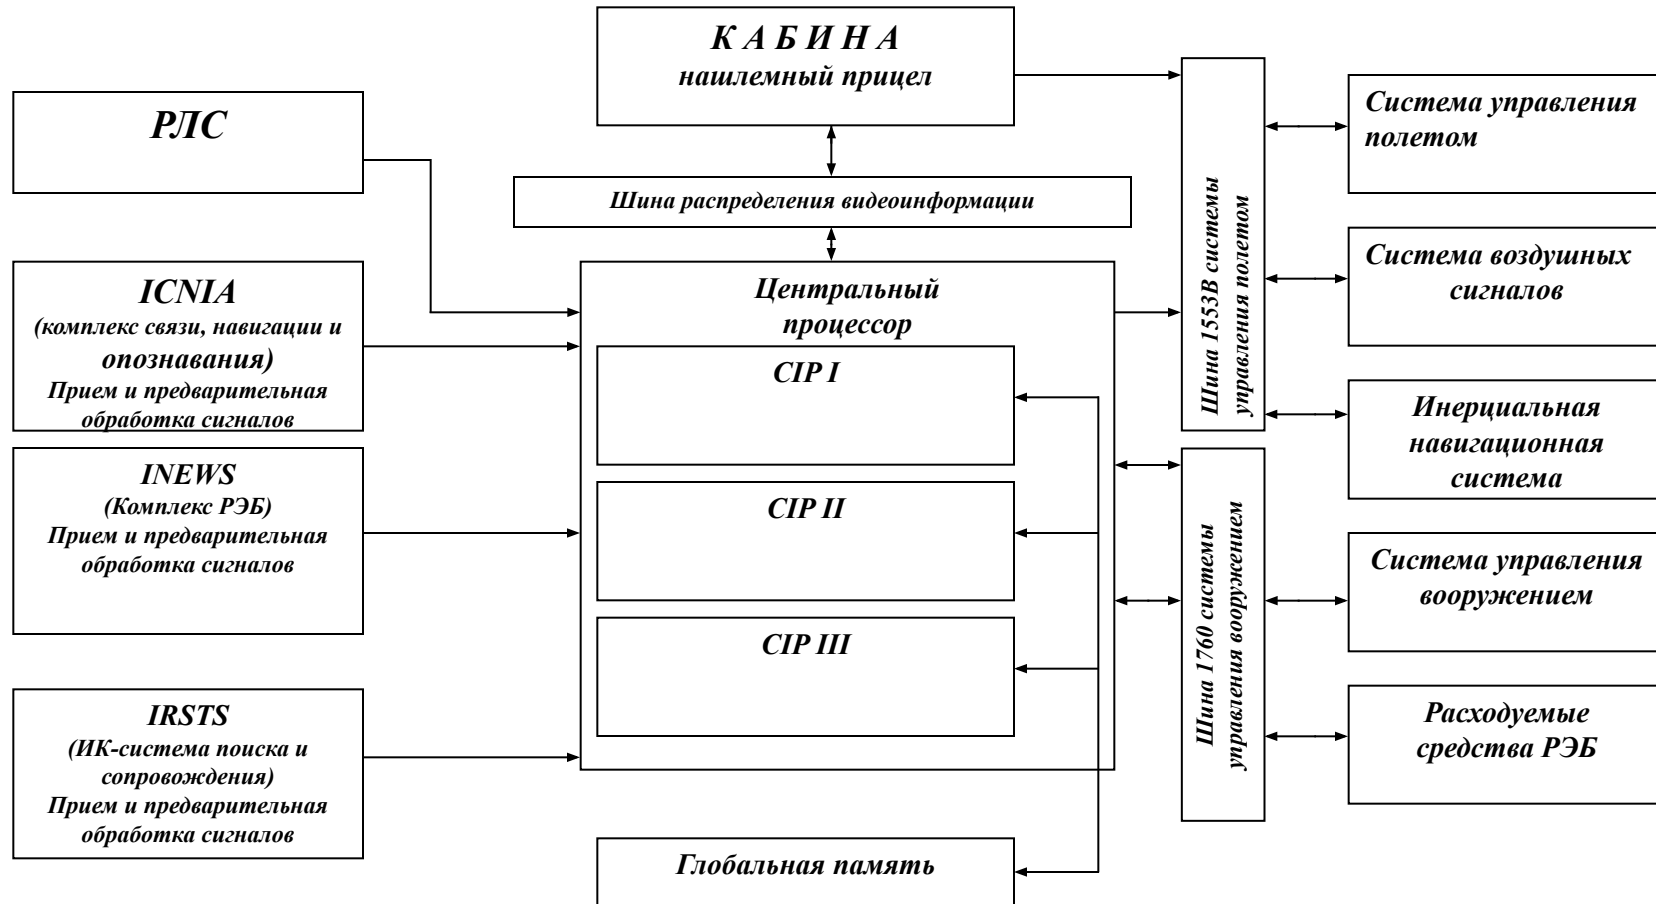 К А Б И Н А
нашлемный прицел
РЛС
Шина распределения видеоинформации
ICNIA
(комплекс связи, навигации и
опознавания)
Прием и предварительная
обработка сигналов
INEWS
(Комплекс РЭБ)
Прием и предварительная
обработка сигналов
IRSTS
(ИК-система поиска и
сопровождения)
Прием и предварительная
обработка сигналов
Центральный
процессор
CIP I
CIP II
CIP III
Глобальная память
Шина 1553В системы
управления полетом
Шина 1760 системы
управления вооружением
Система управления
полетом
Система воздушных
сигналов
Инерциальная
навигационная
система
Система управления
вооружением
Расходуемые
средства РЭБ